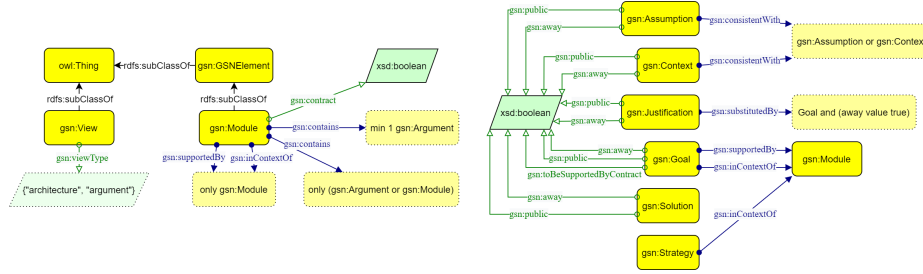 owl:Thing
rdfs:subClassOf
gsn:GSNElement
xsd:boolean
rdfs:subClassOf
rdfs:subClassOf
gsn:contract
gsn:View
gsn:Module
gsn:contains
min 1 gsn:Argument
gsn:viewType
gsn:supportedBy
gsn:inContextOf
gsn:contains
{"architecture", "argument"}
only gsn:Module
only (gsn:Argument or gsn:Module)
gsn:public
gsn:Assumption
gsn:consistentWith
gsn:away
gsn:Assumption or gsn:Contex
gsn:public
gsn:Context
gsn:consistentWith
gsn:away
xsd:boolean
gsn:public
gsn:Justification
gsn:substitutedBy
Goal and (away value true)
gsn:away
gsn:away
gsn:Goal
gsn:supportedBy
gsn:Module
gsn:public
gsn:inContextOf
gsn:toBeSupportedByContract
gsn:away
gsn:Solution
gsn:public
gsn:inContextOf
gsn:Strategy